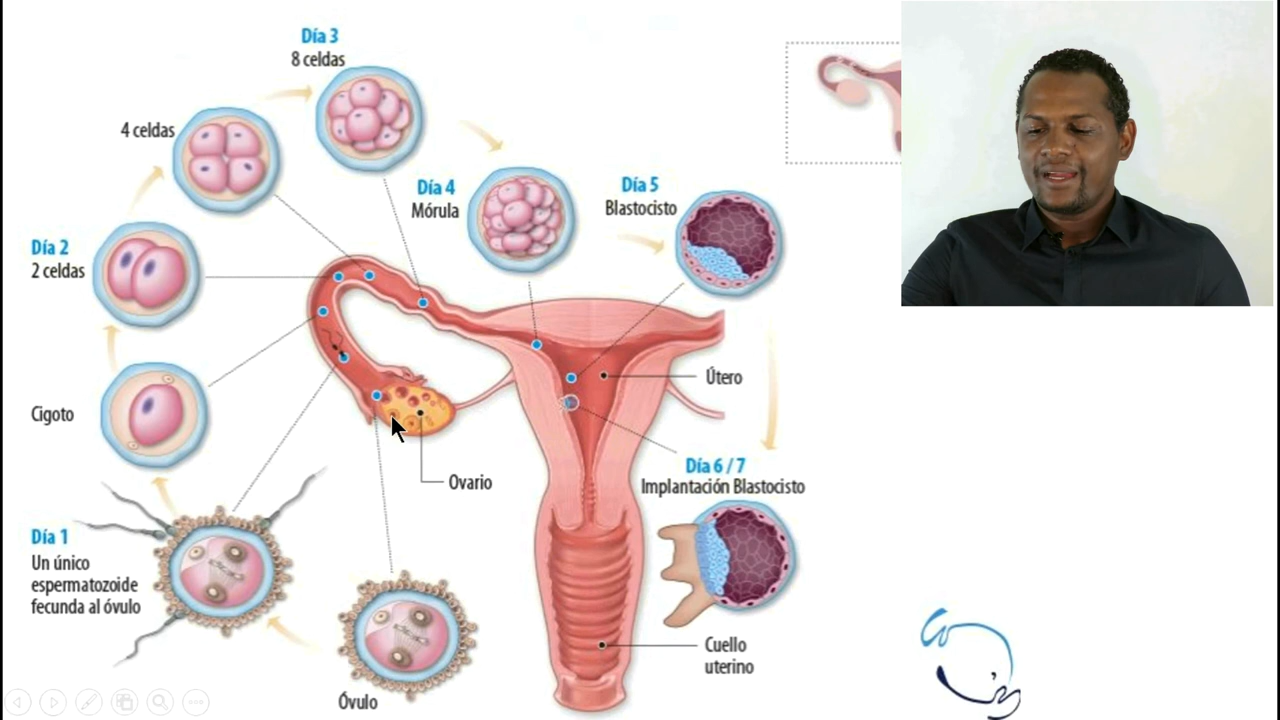 Día 3
8 celdas
4 celdas
Día 4
Mórula
Día 5
Blastocisto
Día 2
2 celdas
Útero
Cigoto
Día 6 / 7
Implantación Blastocisto
Ovario
Día 1
Un único
espermatozoide
fecunda al óvulo
Cuello
uterino
Óvulo